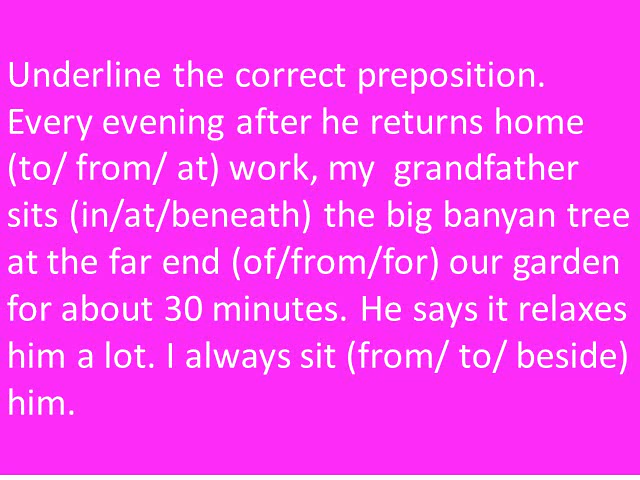 Underline the correct preposition.
Every evening after he returns home
(to/ from/ at) work, my  grandfather
sits (in/at/beneath) the big banyan tree
at the far end (of/from/for) our garden
for about 30 minutes. He says it relaxes
him a lot. I always sit (from/ to/ beside)
him.